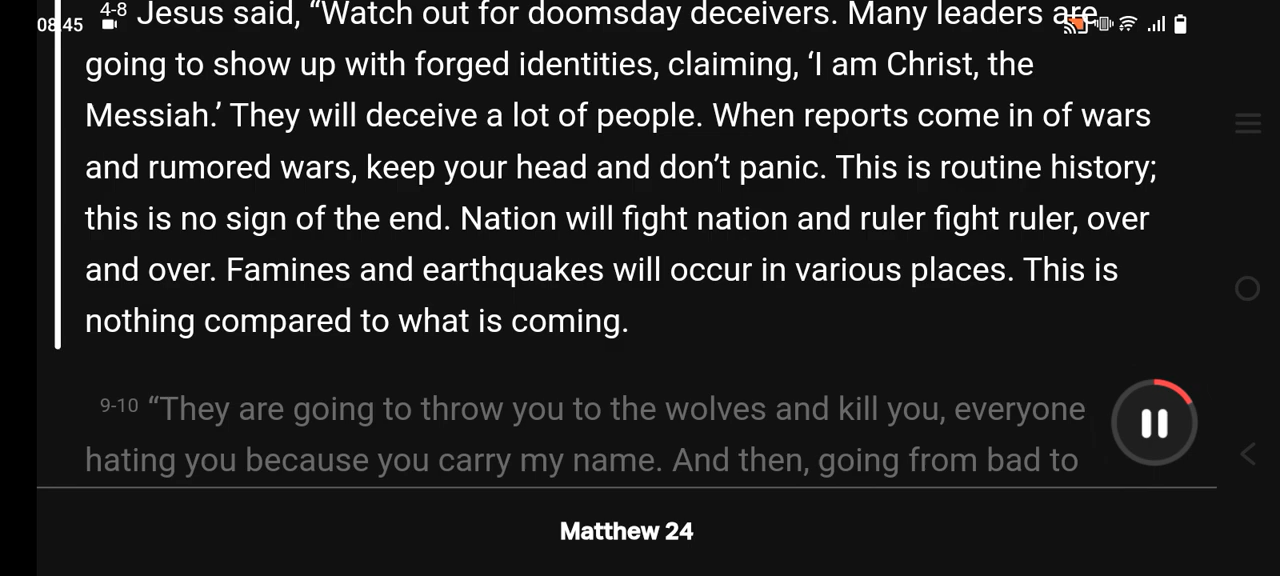 08:45
4-8 Jesus said, “Watch out for doomsday deceivers. Many leaders are
going to show up with forged identities, claiming, ‘I am Christ, the
Messiah.’ They will deceive a lot of people. When reports come in of wars
and rumored wars, keep your head and don’t panic. This is routine history;
this is no sign of the end. Nation will fight nation and ruler fight ruler, over
and over. Famines and earthquakes will occur in various places. This is
nothing compared to what is coming.
9-10 “They are going to throw you to the wolves and kill you, everyone
hating you because you carry my name. And then, going from bad to
Matthew 24